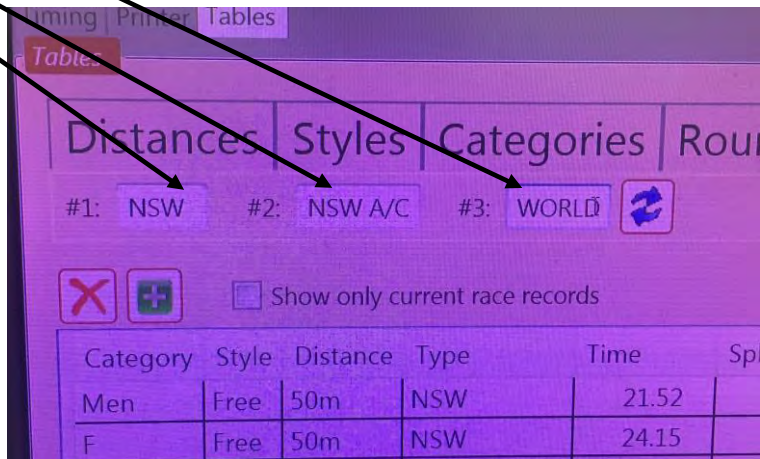 Timing Printer Tables
Tables
Distances Styles Categories
#1: NSW #2: NSW A/C #3: WORLD
Show only current race records
Category Style Distance Type Time
Men Free 50m NSW 21.52
F Free 50m NSW 24.15